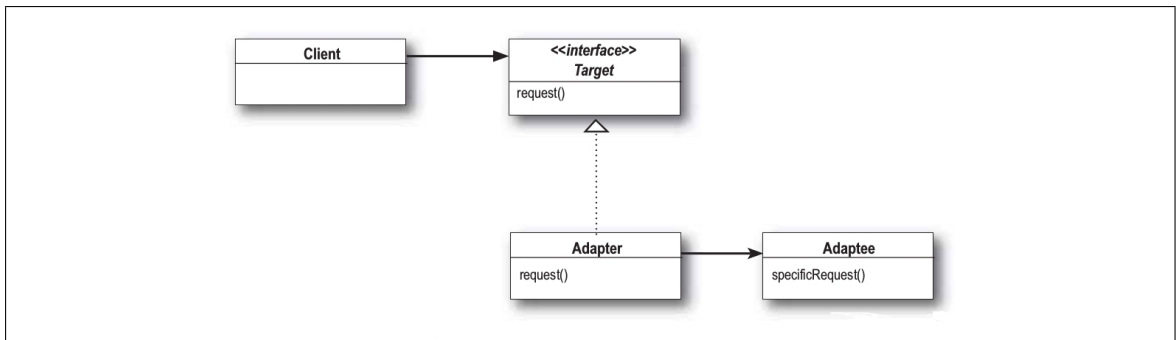 Client
<<interface>>
Target
request()
Adapter
request()
Adaptee
specificRequest()